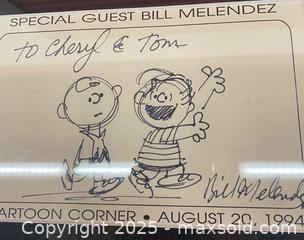 SPECIAL GUEST BILL MELENDEZ
To Cheryl & Tom
Bill Melendez
ARTOON CORNER • AUGUST 20, 1994
Copyright 2025 - maxsold.com